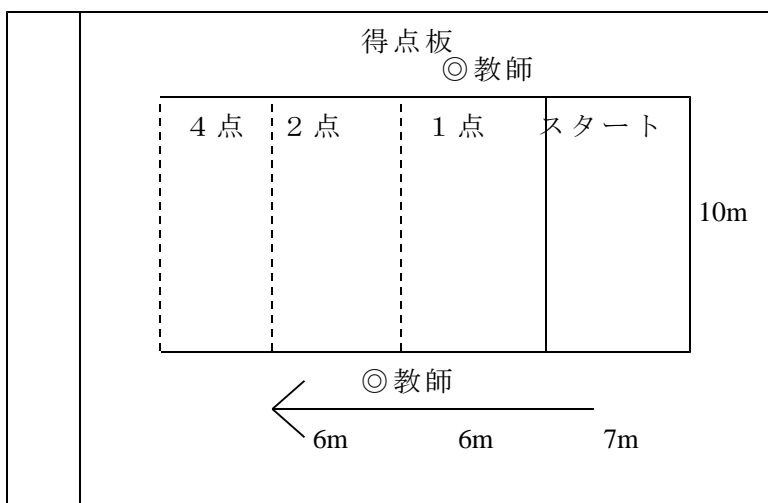 得点板
◎教師
４点 ２点 １点 スタート
10m
◎教師
6m 6m 7m